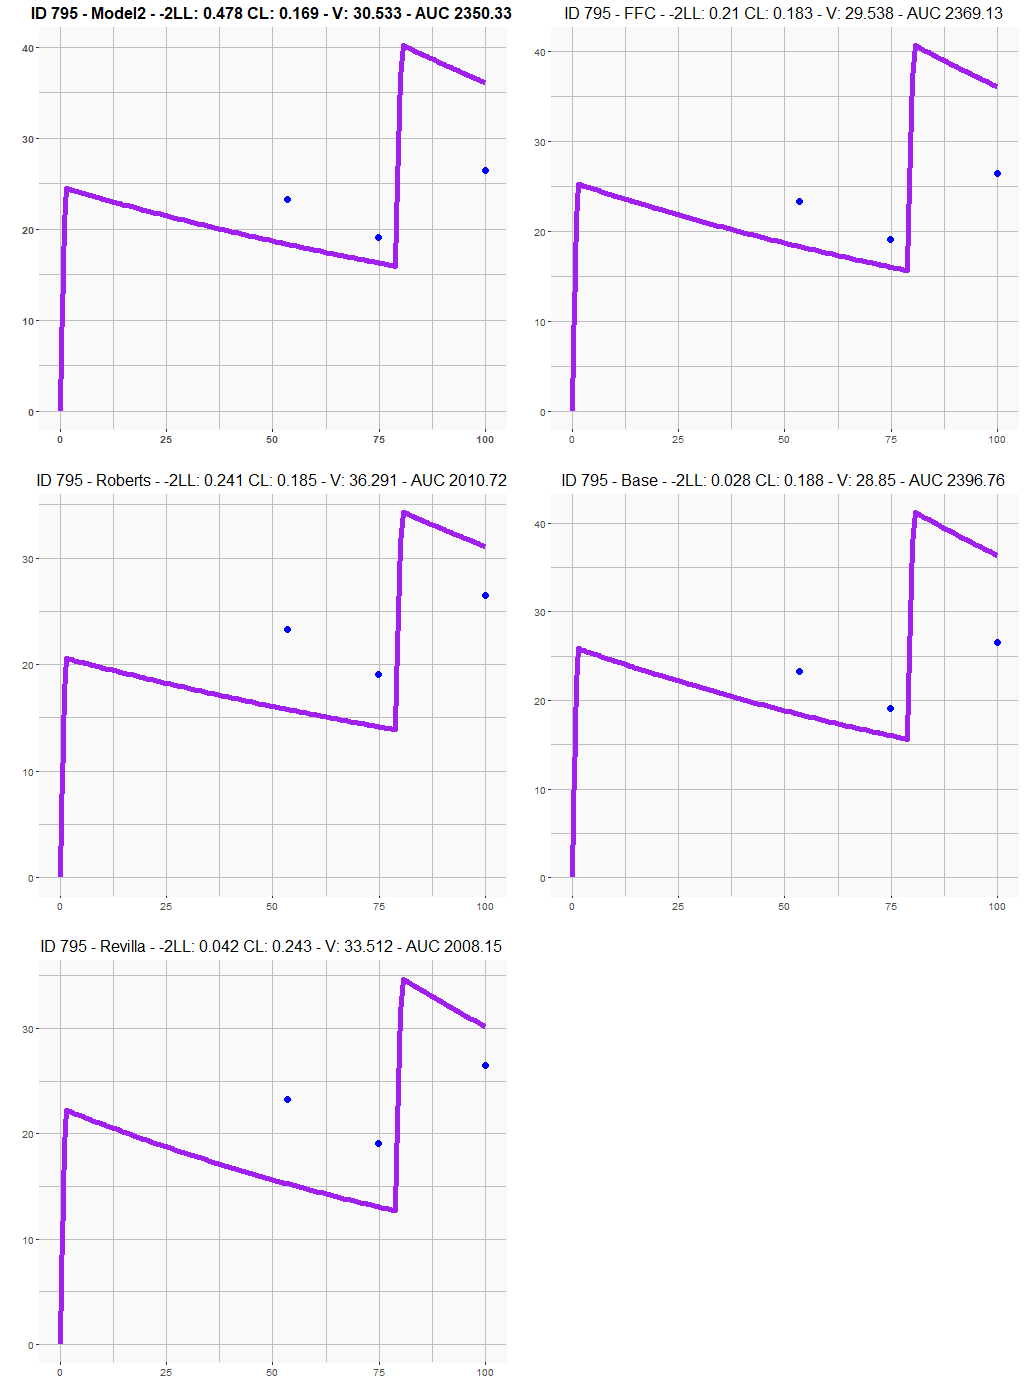 ID 795 - Model2 - -2LL: 0.478 CL: 0.169 - V: 30.533 - AUC 2350.33
40
30
20
10
0
0 25 50 75 100
ID 795 - FFC - -2LL: 0.21 CL: 0.183 - V: 29.538 - AUC 2369.13
40
30
20
10
0
0 25 50 75 100
ID 795 - Roberts - -2LL: 0.241 CL: 0.185 - V: 36.291 - AUC 2010.72
30
20
10
0
0 25 50 75 100
ID 795 - Base - -2LL: 0.028 CL: 0.188 - V: 28.85 - AUC 2396.76
40
30
20
10
0
0 25 50 75 100
ID 795 - Revilla - -2LL: 0.042 CL: 0.243 - V: 33.512 - AUC 2008.15
30
20
10
0
0 25 50 75 100